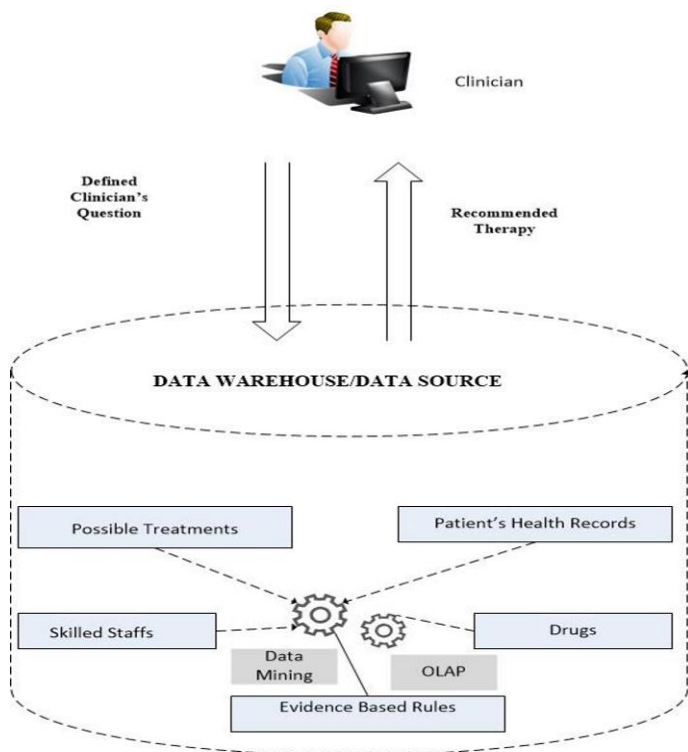 Clinician
Defined
Clinician's
Question
Recommended
Therapy
DATA WAREHOUSE/DATA SOURCE
Possible Treatments
Patient's Health Records
Skilled Staffs
Drugs
Data
Mining
OLAP
Evidence Based Rules